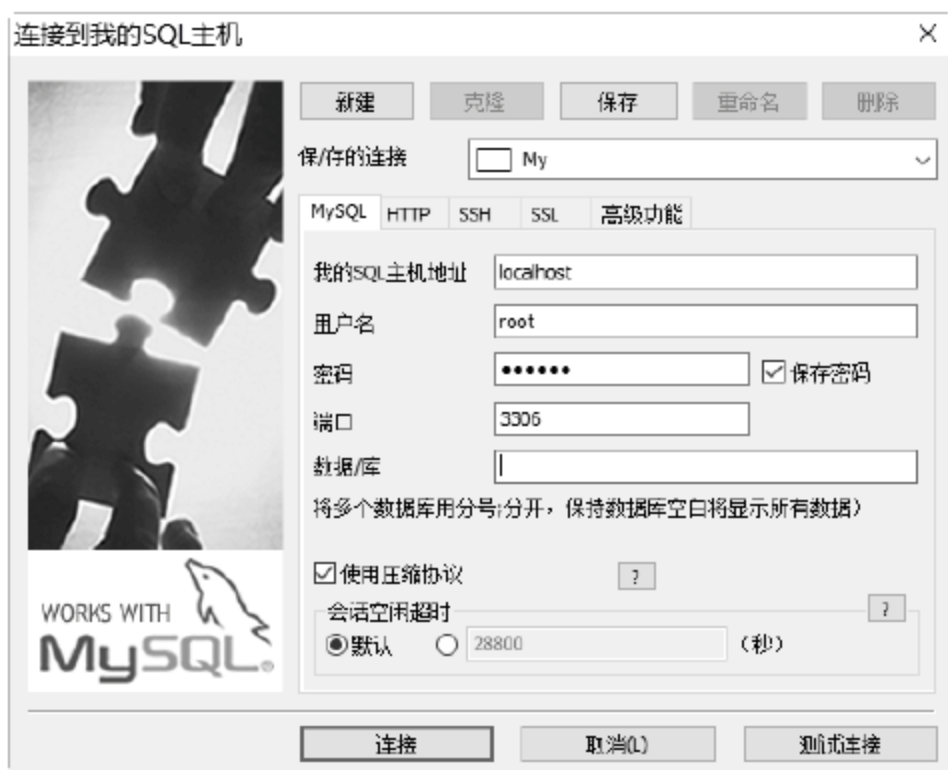 连接到我的SQL主机
新建 克隆 保存 重命名 删除
保/存的连接 My
MySQL HTTP SSH SSL 高级功能
我的SQL主机地址 localhost
用户名 root
密码 •••••• 保存密码
端口 3306
数据/库
将多个数据库用分号;分开，保持数据库空白将显示所有数据)
使用压缩协议 ?
会话空闲超时 ?
默认 28800 (秒)
WORKS WITH
MySQL®
连接 取消(L) 测试连接